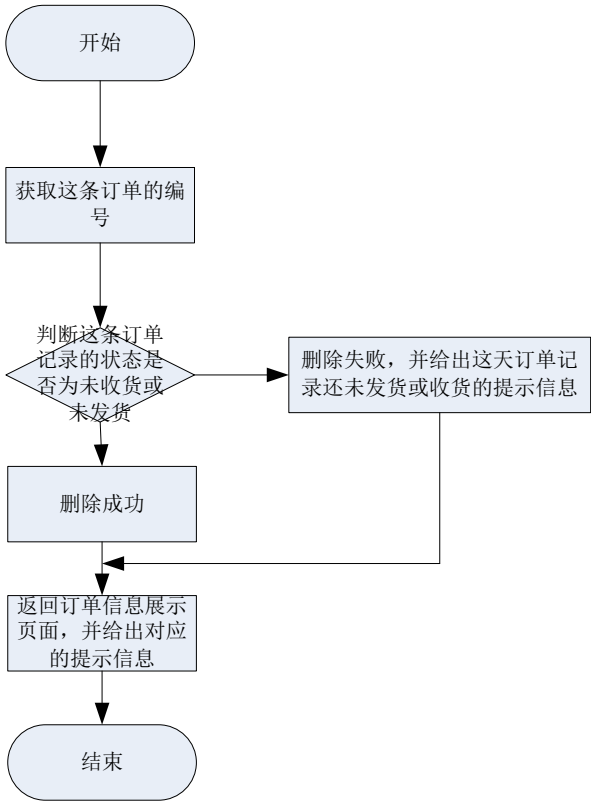 开始
获取这条订单的编
号
判断这条订单
记录的状态是
否为未收货或
未发货
删除失败，并给出这天订单记
录还未发货或收货的提示信息
删除成功
返回订单信息展示
页面，并给出对应
的提示信息
结束